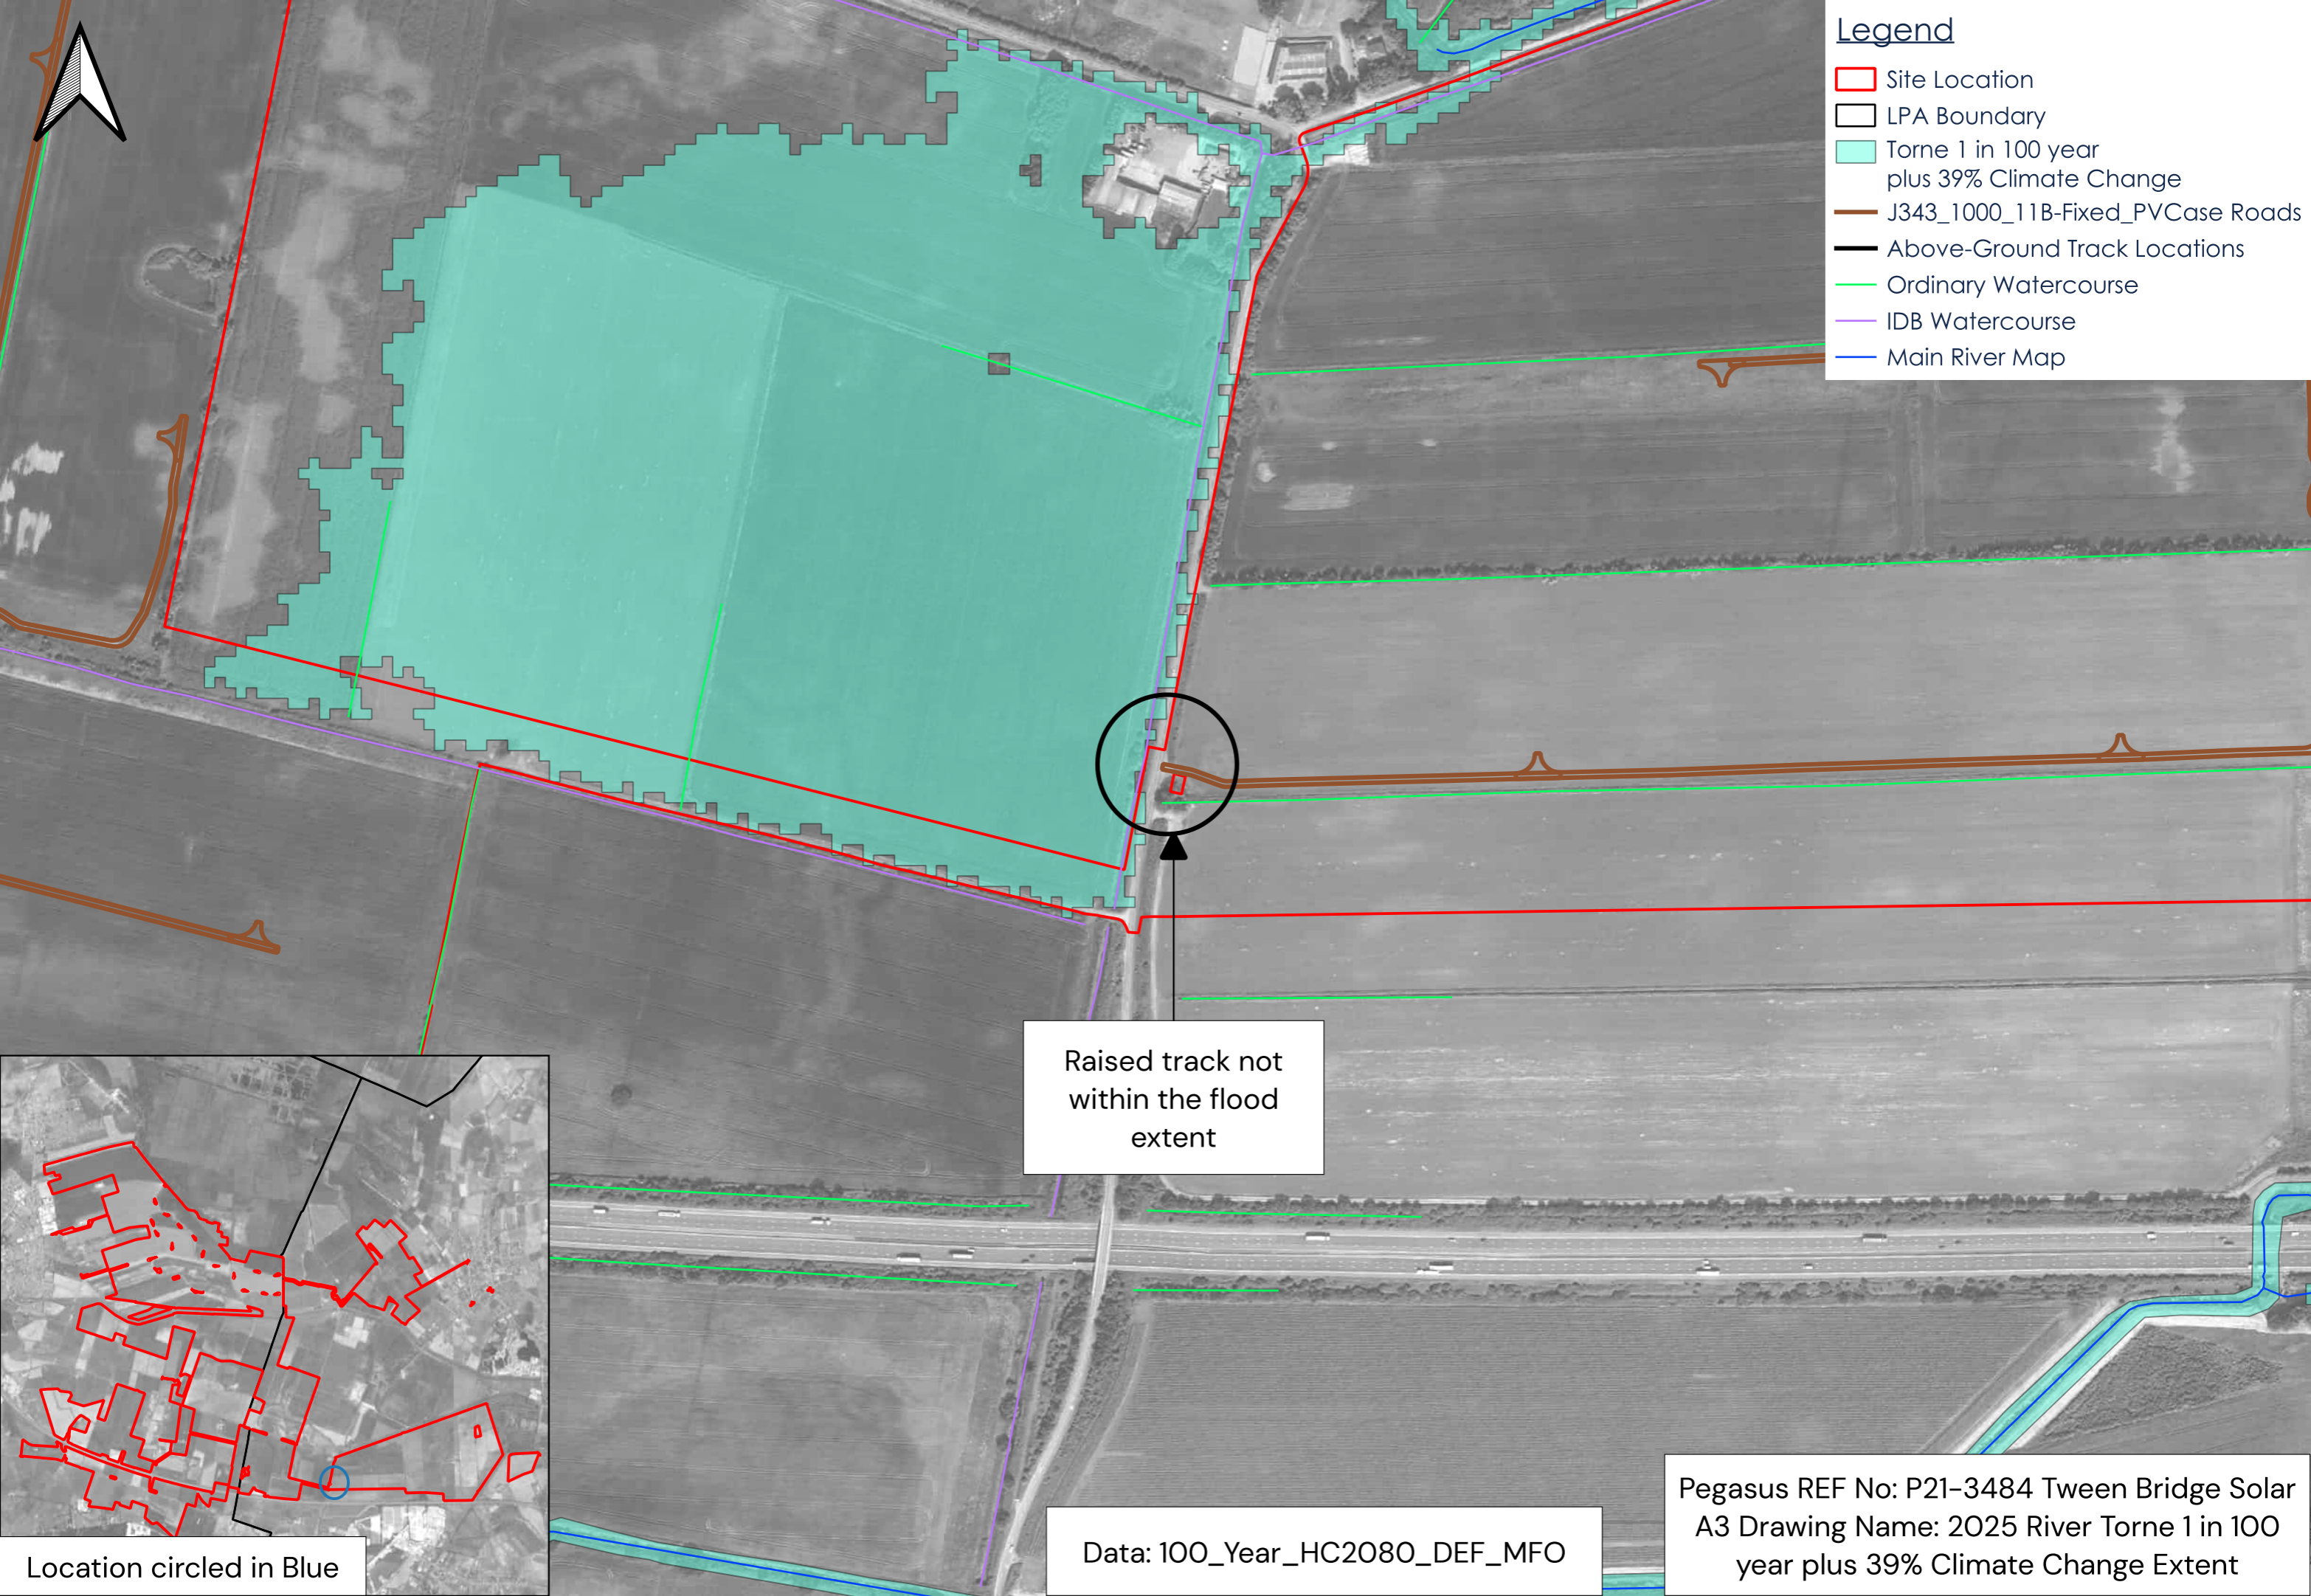 Legend
Site Location
LPA Boundary
Torne 1 in 100 year
plus 39% Climate Change
J343_1000_11B-Fixed_PVCase Roads
Above-Ground Track Locations
Ordinary Watercourse
IDB Watercourse
Main River Map
Raised track not
within the flood
extent
Location circled in Blue
Data: 100_Year_HC2080_DEF_MFO
Pegasus REF No: P21-3484 Tween Bridge Solar
A3 Drawing Name: 2025 River Torne 1 in 100
year plus 39% Climate Change Extent